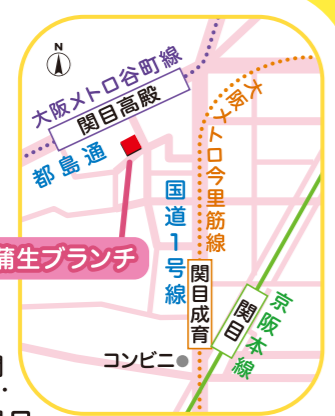 N
大阪メトロ谷町線
関目高殿
都島通
大阪メトロ今里筋線
国道1号線
蒲生ブランチ
関目成育
関目
京阪本線
コンビニ